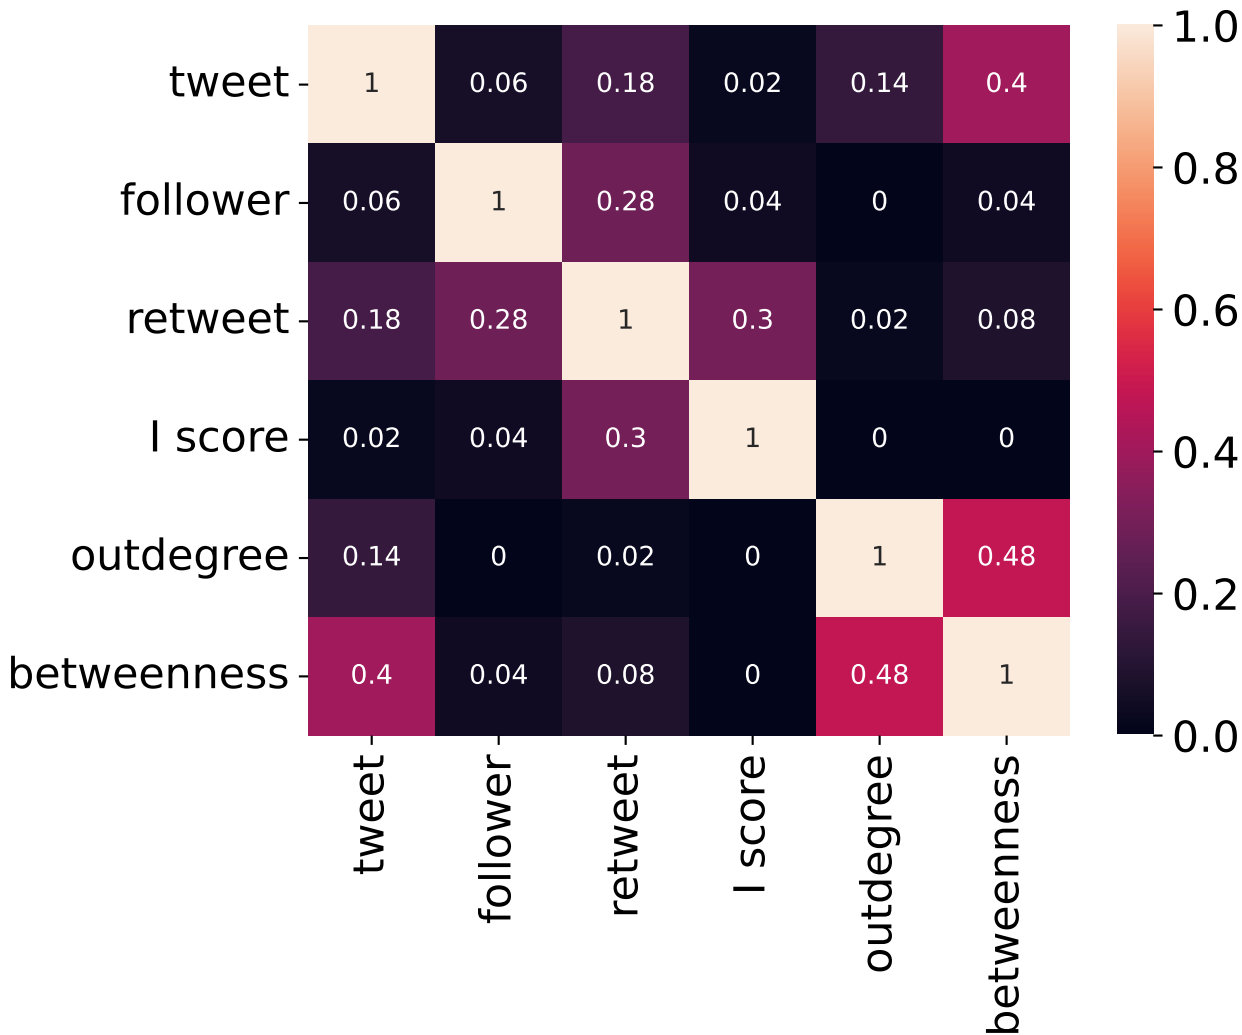 tweet 1 0.06 0.18 0.02 0.14 0.4
follower 0.06 1 0.28 0.04 0 0.04
retweet 0.18 0.28 1 0.3 0.02 0.08
I score 0.02 0.04 0.3 1 0 0
outdegree 0.14 0 0.02 0 1 0.48
betweenness 0.4 0.04 0.08 0 0.48 1
tweet
follower
retweet
I score
outdegree
betweenness
1.0
0.8
0.6
0.4
0.2
0.0